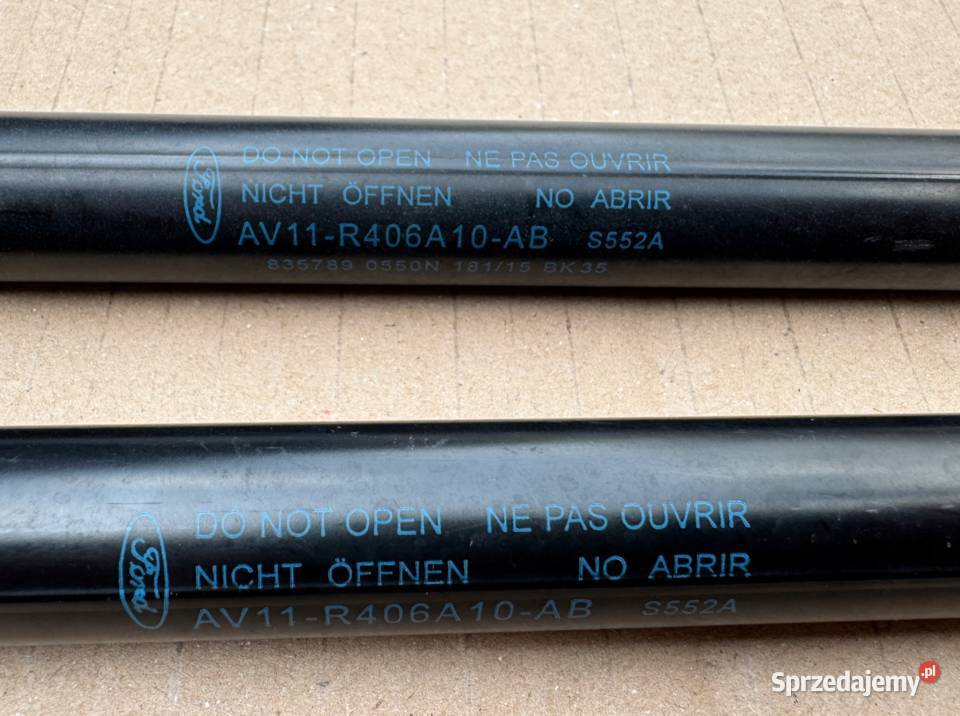 Ford
DO NOT OPEN NE PAS OUVRIR
NICHT ÖFFNEN NO ABRIR
AV11-R406A10-AB S552A
835789 0550N 181/15 BK35
Ford
DO NOT OPEN NE PAS OUVRIR
NICHT ÖFFNEN NO ABRIR
AV11-R406A10-AB S552A
Sprzedajemy.pl